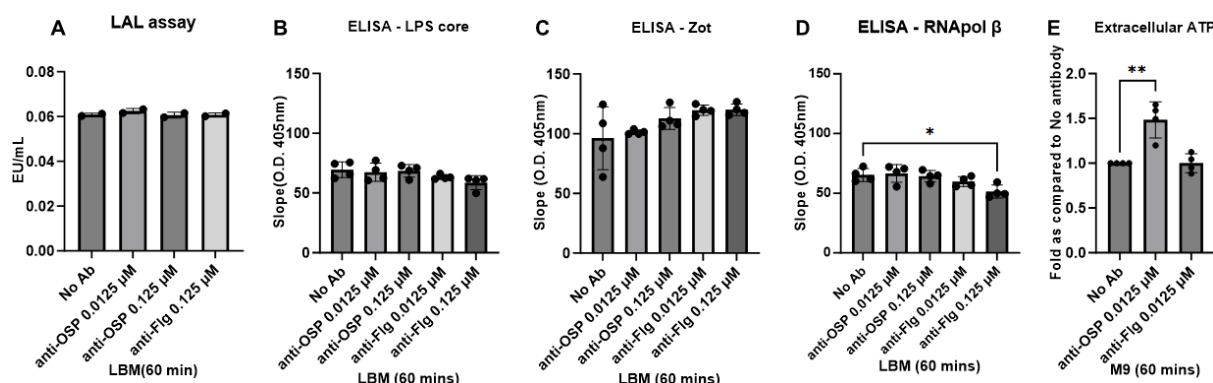 A
LAL assay
EU/mL
0.08
0.06
0.04
0.02
0.00
No Ab
anti-OSP 0.0125 µM
anti-OSP 0.125 µM
anti-Flg 0.125 µM
LBM(60 min)
B
ELISA - LPS core
Slope(O.D. 405nm)
150
100
50
0
No Ab
anti-OSP 0.0125 µM
anti-OSP 0.125 µM
anti-Flg 0.0125 µM
anti-Flg 0.125 µM
LBM (60 mins)
C
ELISA - Zot
Slope (O.D. 405nm)
150
100
50
0
No Ab
anti-OSP 0.0125 µM
anti-OSP 0.125 µM
anti-Flg 0.0125 µM
anti-Flg 0.125 µM
LBM (60 mins)
D
ELISA - RNApol β
Slope (O.D. 405nm)
150
100
50
0
*
No Ab
anti-OSP 0.0125 µM
anti-OSP 0.125 µM
anti-Flg 0.0125 µM
anti-Flg 0.125 µM
LBM (60 mins)
E
Extracellular ATP
Fold as compared to No antibody
2.0
1.5
1.0
0.5
0.0
**
No Ab
anti-OSP 0.0125 µM
anti-Flg 0.0125 µM
M9 (60 mins)